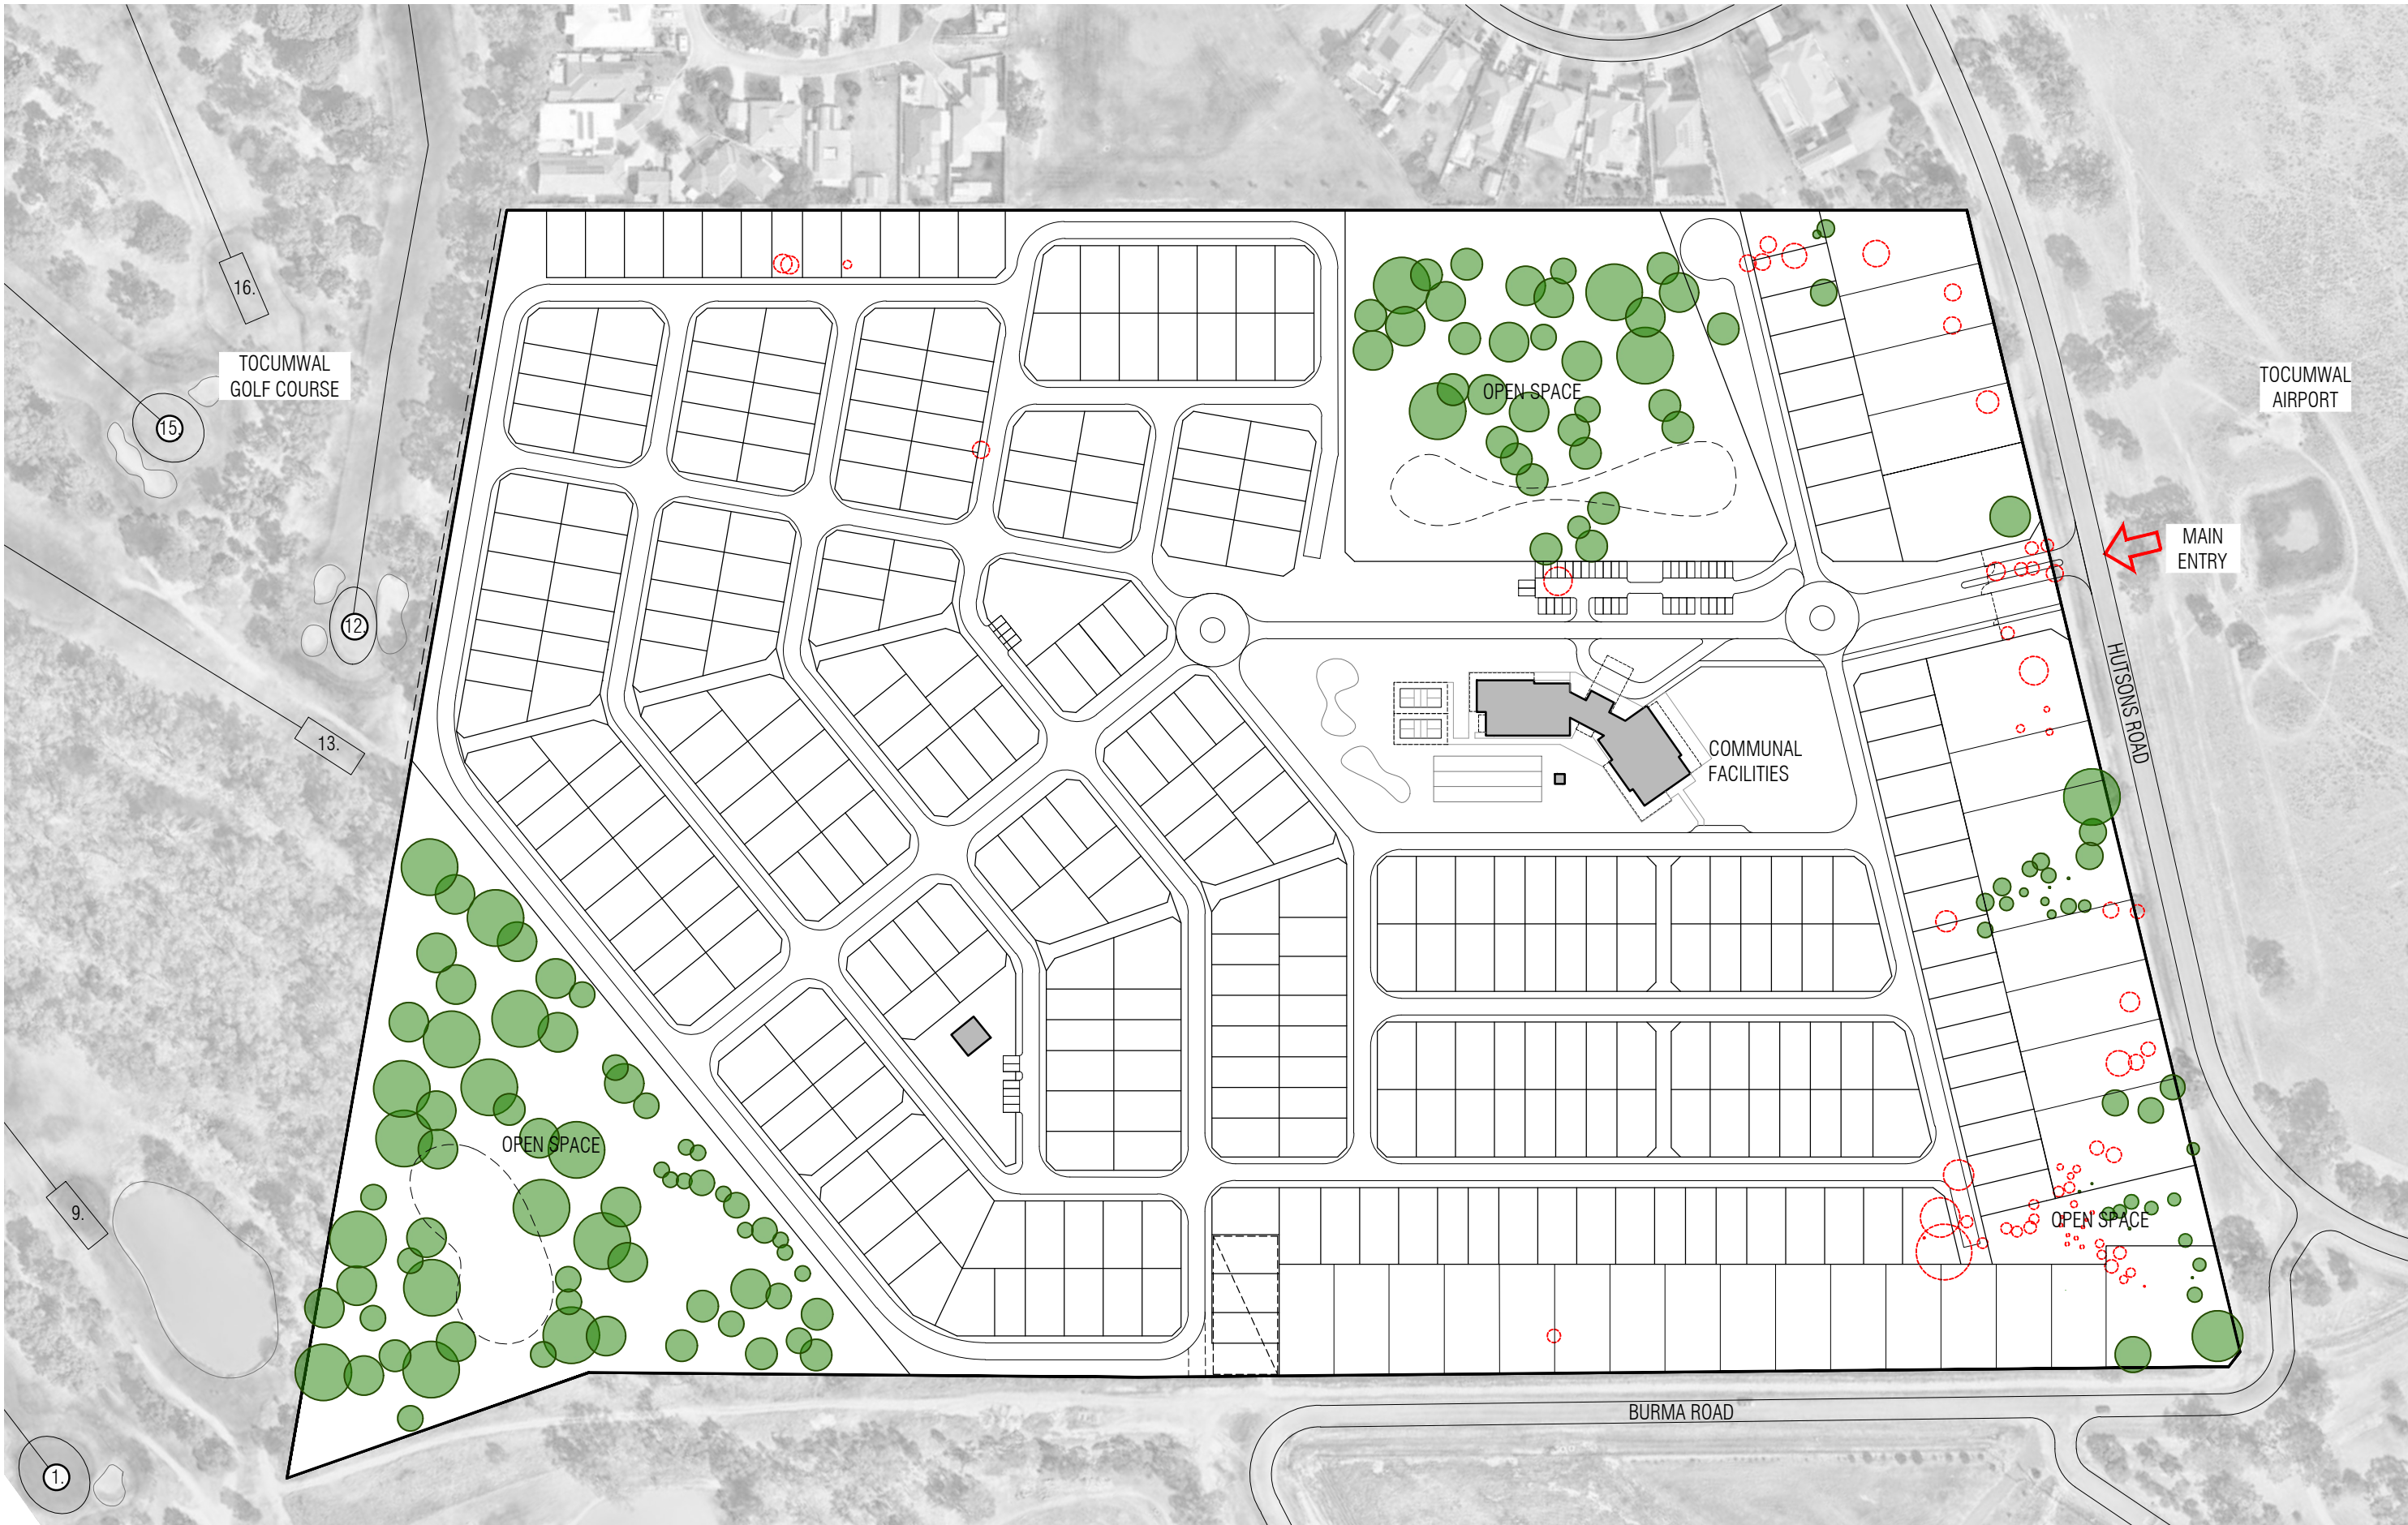 16.
TOCUMWAL
GOLF COURSE
15.
12.
13.
9.
1.
OPEN SPACE
TOCUMWAL
AIRPORT
MAIN
ENTRY
HUTSONS ROAD
COMMUNAL
FACILITIES
OPEN SPACE
OPEN SPACE
BURMA ROAD